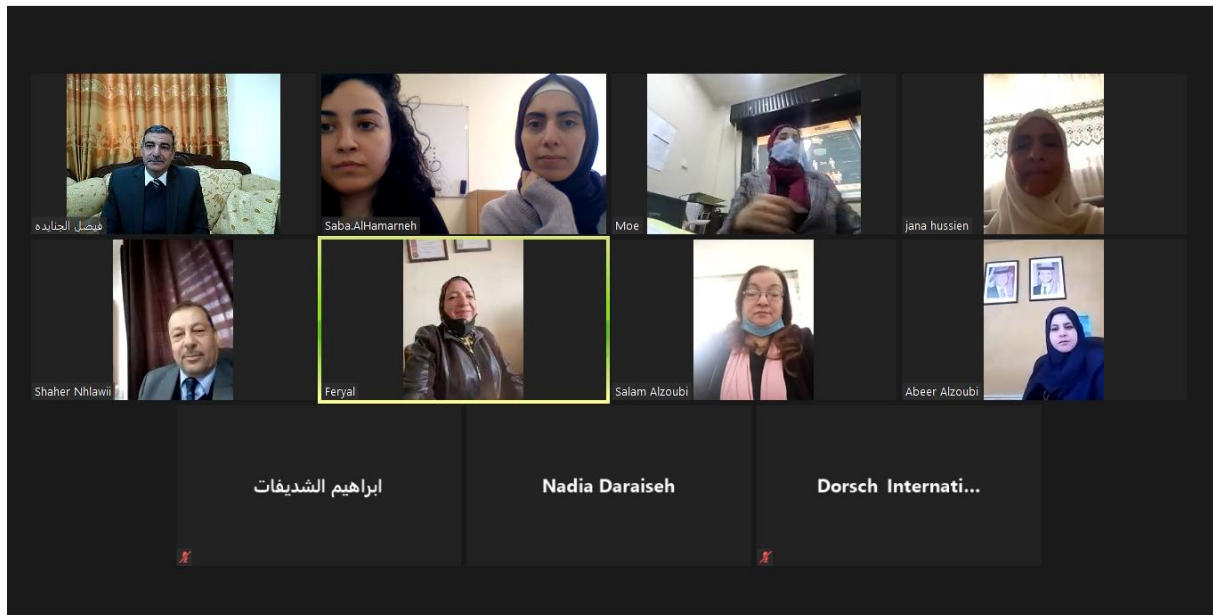 فيصل الجنايده
Saba.AlHamarneh
Moe
jana hussien
Shaher Nhlawii
Feryal
Salam Alzoubi
Abeer Alzoubi
ابراهيم الشديفات
Nadia Daraiseh
Dorsch Internati...